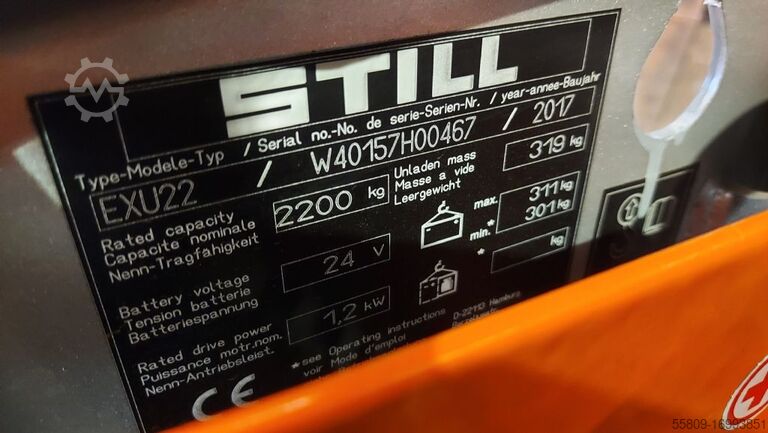 STILL
Type-Modele-Typ / Serial no.-No. de serie-Serien-Nr. / year-annee-Baujahr
EXU22 / W40157H00467 / 2017
Rated capacity
Capacite nominale
Nenn-Tragfähigkeit
2200 kg
Unladen mass
Masse a vide
Leergewicht
319 kg
Battery voltage
Tension batterie
Batteriespannung
24 V
max. 311 kg
min.* 301 kg
Rated drive power
Puissance motr.nom.
Nenn-Antriebsleist.
1,2 kW
* kg
*see Operating instructions
voir Mode d'emploi
D-22113 Hamburg
CE
55809-16993851